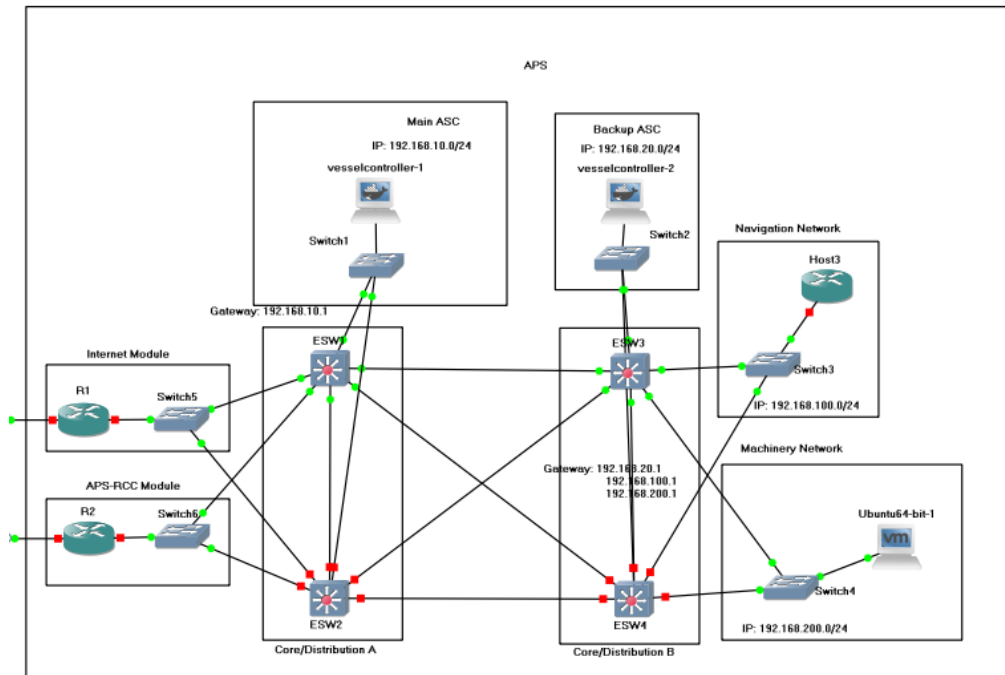 APS
Main ASC
IP: 192.168.10.0/24
vesselcontroller-1
Switch1
Gateway: 192.168.10.1
Backup ASC
IP: 192.168.20.0/24
vesselcontroller-2
Switch2
Navigation Network
Host3
Switch3
IP: 192.168.100.0/24
Internet Module
R1
Switch5
ESW1
ESW3
APS-RCC Module
R2
Switch6
Gateway: 192.168.20.1
192.168.100.1
192.168.200.1
Machinery Network
Ubuntu64-bit-1
vm
Switch4
IP: 192.168.200.0/24
ESW2
ESW4
Core/Distribution A
Core/Distribution B